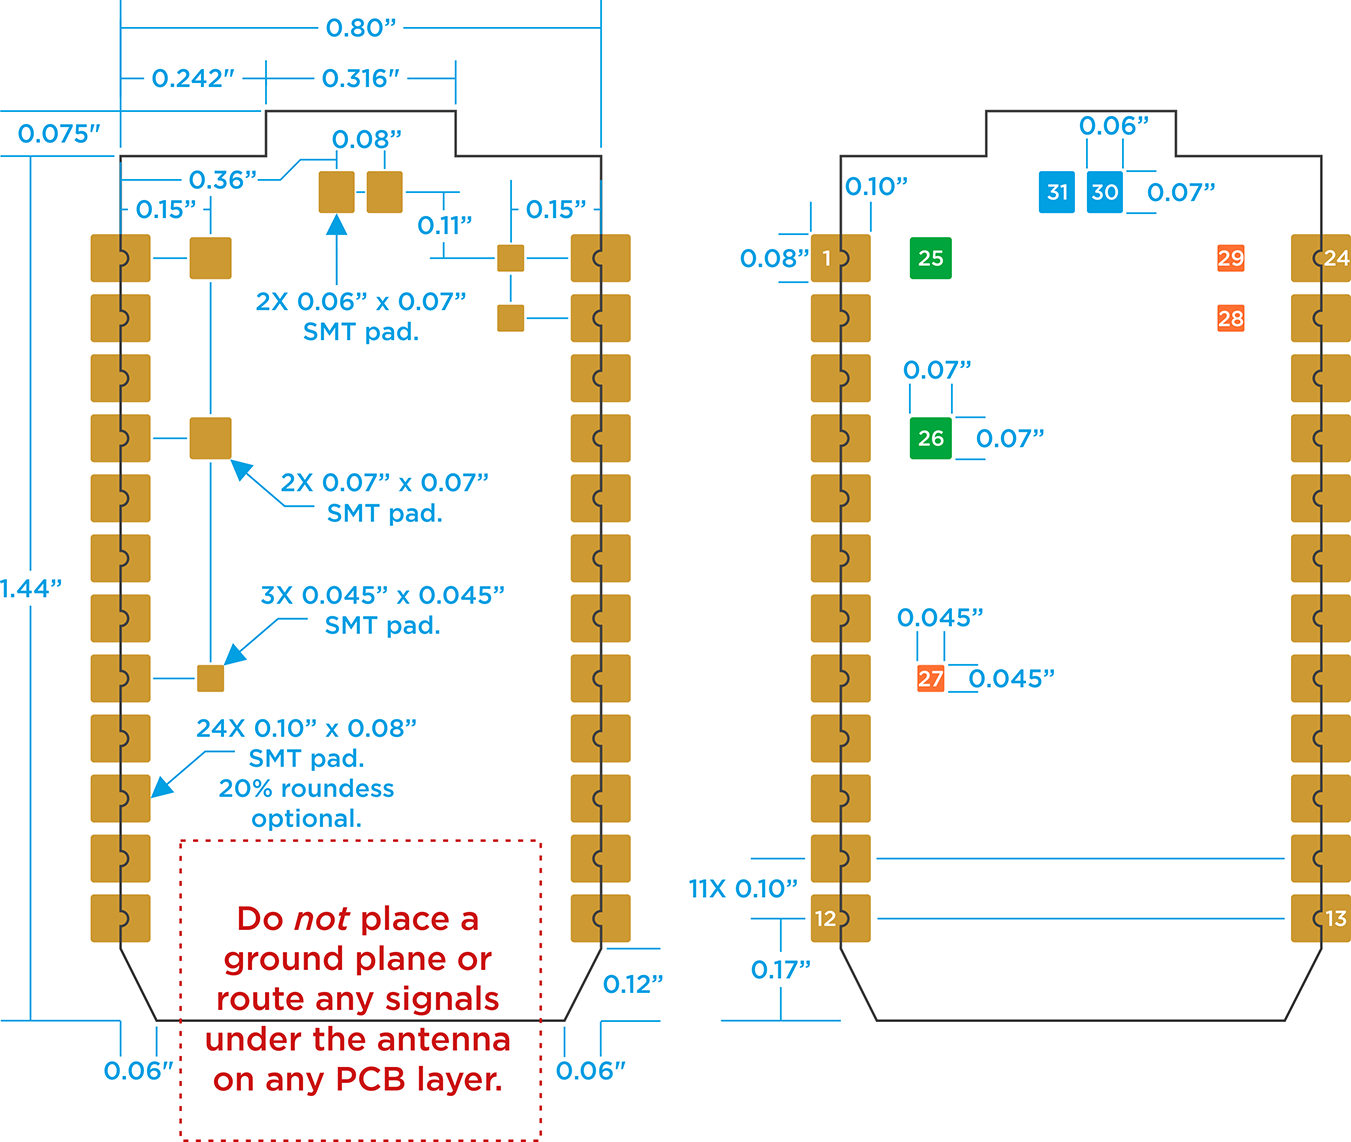 0.80”
0.242"
0.316"
0.075"
0.08”
0.36”
0.15”
0.11”
0.15”
2X 0.06” x 0.07”
SMT pad.
2X 0.07” x 0.07”
SMT pad.
1.44”
3X 0.045” x 0.045”
SMT pad.
24X 0.10” x 0.08”
SMT pad.
20% roundess
optional.
Do not place a
ground plane or
route any signals
under the antenna
on any PCB layer.
0.12”
0.06"
0.06"
0.06”
0.10”
31
30
0.07”
0.08”
1
25
29
24
28
0.07”
26
0.07”
0.045”
27
0.045”
11X 0.10”
12
13
0.17”